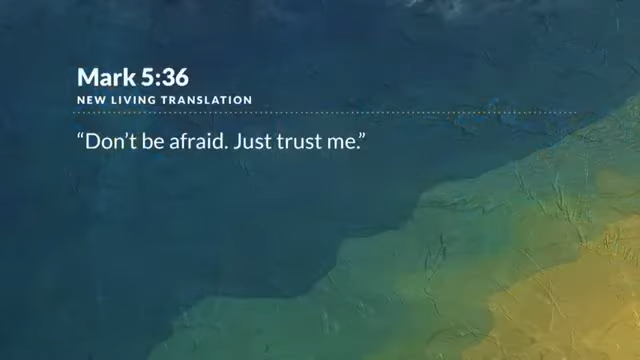 Mark 5:36
NEW LIVING TRANSLATION
“Don’t be afraid. Just trust me.”